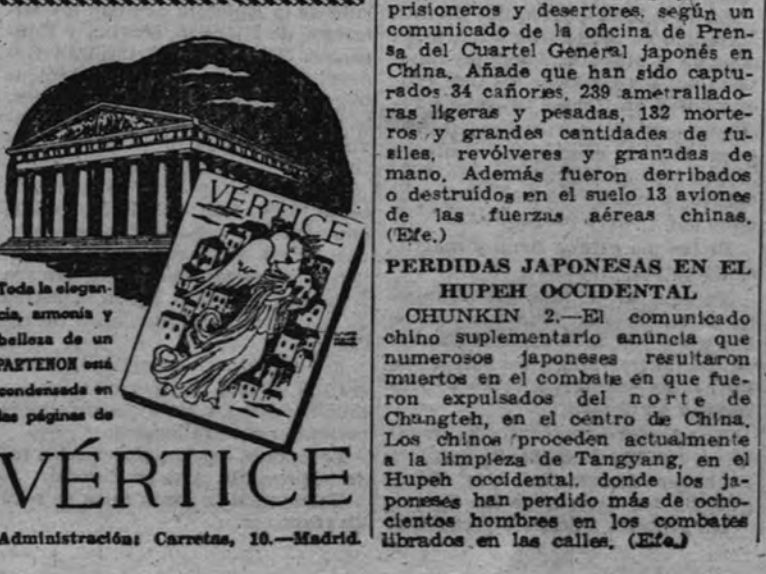 VÉRTICE
Toda la elegan-
cia, armonía y
belleza de un
PARTENON está
condensada en
las páginas de
VÉRTICE
Administración: Carretas, 10.—Madrid.
prisioneros y desertores, según un
comunicado de la oficina de Pren-
sa del Cuartel General japonés en
China. Añade que han sido captu-
rados 34 cañones, 239 ametrallado-
ras ligeras y pesadas, 132 morte-
ros y grandes cantidades de fu-
siles, revólveres y granadas de
mano. Además fueron derribados
o destruídos en el suelo 13 aviones
de las fuerzas aéreas chinas.
(Efe.)
PERDIDAS JAPONESAS EN EL
HUPEH OCCIDENTAL
CHUNKIN 2.—El comunicado
chino suplementario anuncia que
numerosos japoneses resultaron
muertos en el combate en que fue-
ron expulsados del norte de
Changteh, en el centro de China.
Los chinos proceden actualmente
a la limpieza de Tangyang, en el
Hupeh occidental, donde los ja-
poneses han perdido más de ocho-
cientos hombres en los combates
librados en las calles. (Efe.)